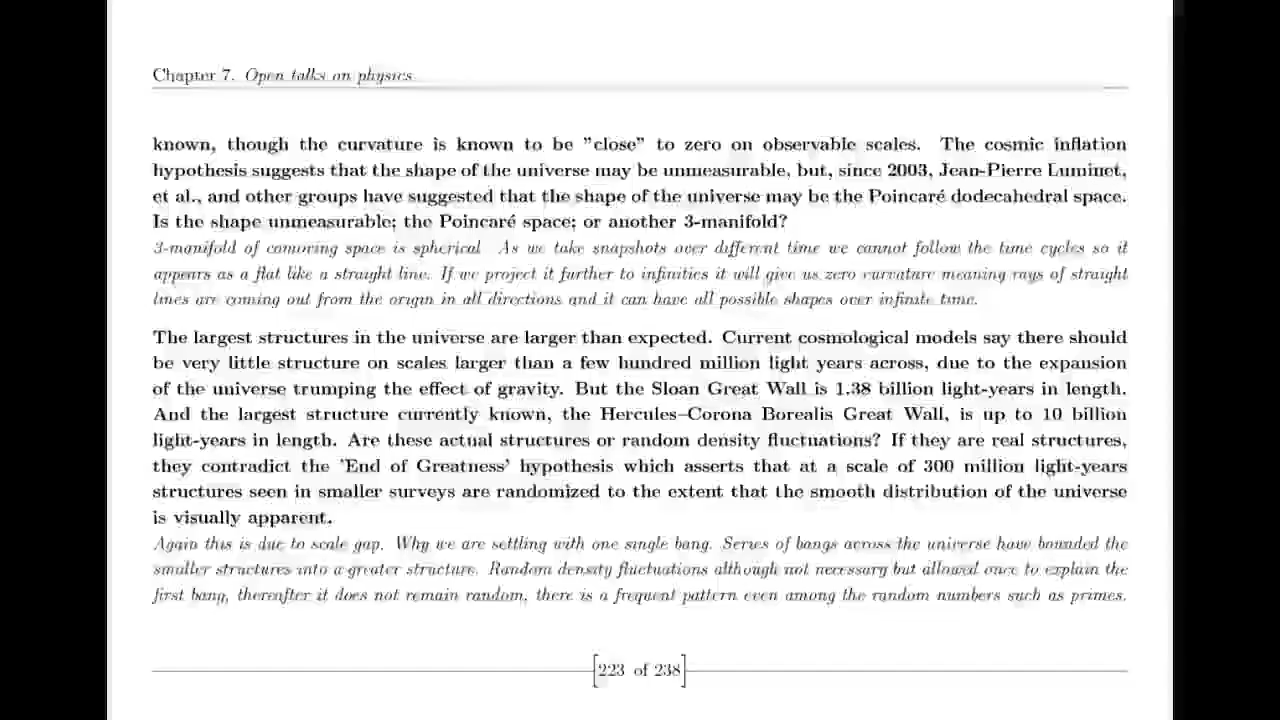 Chapter 7. Open talks on physics
known, though the curvature is known to be ”close” to zero on observable scales. The cosmic inflation
hypothesis suggests that the shape of the universe may be unmeasurable, but, since 2003, Jean-Pierre Luminet,
et al., and other groups have suggested that the shape of the universe may be the Poincaré dodecahedral space.
Is the shape unmeasurable; the Poincaré space; or another 3-manifold?
3-manifold of comoving space is spherical. As we take snapshots over different time we cannot follow the time cycles so it
appears as a flat like a straight line. If we project it further to infinities it will give us zero curvature meaning rays of straight
lines are coming out from the origin in all directions and it can have all possible shapes over infinite time.
The largest structures in the universe are larger than expected. Current cosmological models say there should
be very little structure on scales larger than a few hundred million light years across, due to the expansion
of the universe trumping the effect of gravity. But the Sloan Great Wall is 1.38 billion light-years in length.
And the largest structure currently known, the Hercules–Corona Borealis Great Wall, is up to 10 billion
light-years in length. Are these actual structures or random density fluctuations? If they are real structures,
they contradict the 'End of Greatness' hypothesis which asserts that at a scale of 300 million light-years
structures seen in smaller surveys are randomized to the extent that the smooth distribution of the universe
is visually apparent.
Again this is due to scale gap. Why we are settling with one single bang. Series of bangs across the universe have bounded the
smaller structures into a greater structure. Random density fluctuations although not necessary but allowed once to explain the
first bang, thereafter it does not remain random, there is a frequent pattern even among the random numbers such as primes.
223 of 238